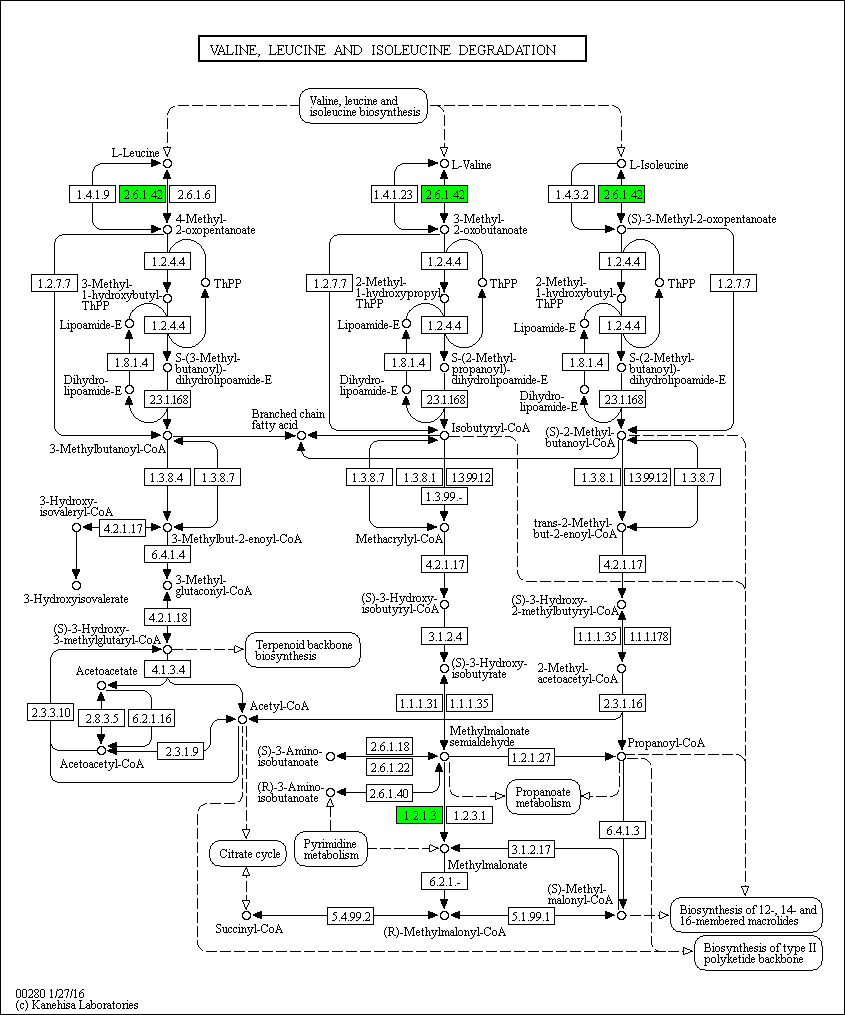 VALINE, LEUCINE AND ISOLEUCINE DEGRADATION
Valine, leucine and
isoleucine biosynthesis
L-Leucine
L-Valine
L-Isoleucine
1.4.1.9
2.6.1.42
2.6.1.6
1.4.1.23
2.6.1.42
1.4.3.2
2.6.1.42
4-Methyl-
2-oxopentanoate
3-Methyl-
2-oxobutanoate
(S)-3-Methyl-2-oxopentanoate
1.2.4.4
1.2.4.4
1.2.4.4
1.2.7.7
3-Methyl-
1-hydroxybutyl-
ThPP
ThPP
1.2.7.7
2-Methyl-
1-hydroxypropyl-
ThPP
ThPP
2-Methyl-
1-hydroxybutyl-
ThPP
ThPP
1.2.7.7
Lipoamide-E
1.2.4.4
Lipoamide-E
1.2.4.4
Lipoamide-E
1.2.4.4
1.8.1.4
S-(3-Methyl-
butanoyl)-
dihydrolipoamide-E
1.8.1.4
S-(2-Methyl-
propanoyl)-
dihydrolipoamide-E
1.8.1.4
S-(2-Methyl-
butanoyl)-
dihydrolipoamide-E
Dihydro-
lipoamide-E
Dihydro-
lipoamide-E
Dihydro-
lipoamide-E
2.3.1.168
2.3.1.168
2.3.1.168
Branched chain
fatty acid
3-Methylbutanoyl-CoA
Isobutyryl-CoA
(S)-2-Methyl-
butanoyl-CoA
1.3.8.4
1.3.8.7
1.3.8.7
1.3.8.1
1.3.99.12
1.3.99.-
1.3.8.1
1.3.99.12
1.3.8.7
3-Hydroxy-
isovaleryl-CoA
4.2.1.17
3-Methylbut-2-enoyl-CoA
Methacrylyl-CoA
trans-2-Methyl-
but-2-enoyl-CoA
6.4.1.4
4.2.1.17
4.2.1.17
3-Hydroxyisovalerate
3-Methyl-
glutaconyl-CoA
(S)-3-Hydroxy-
isobutyryl-CoA
(S)-3-Hydroxy-
2-methylbutyryl-CoA
4.2.1.18
3.1.2.4
1.1.1.35
1.1.1.178
(S)-3-Hydroxy-
3-methylglutaryl-CoA
Terpenoid backbone
biosynthesis
(S)-3-Hydroxy-
isobutyrate
2-Methyl-
acetoacetyl-CoA
4.1.3.4
Acetoacetate
2.3.3.10
2.8.3.5
6.2.1.16
Acetyl-CoA
1.1.1.31
1.1.1.35
2.3.1.16
Acetoacetyl-CoA
2.3.1.9
Methylmalonate
semialdehyde
Propanoyl-CoA
(S)-3-Amino-
isobutanoate
2.6.1.18
2.6.1.22
1.2.1.27
(R)-3-Amino-
isobutanoate
2.6.1.40
Propanoate
metabolism
1.2.1.3
1.2.3.1
6.4.1.3
Citrate cycle
Pyrimidine
metabolism
3.1.2.17
Methylmalonate
6.2.1.-
(S)-Methyl-
malonyl-CoA
Succinyl-CoA
5.4.99.2
(R)-Methylmalonyl-CoA
5.1.99.1
Biosynthesis of 12-, 14- and
16-membered macrolides
Biosynthesis of type II
polyketide backbone
00280 1/27/16
(c) Kanehisa Laboratories